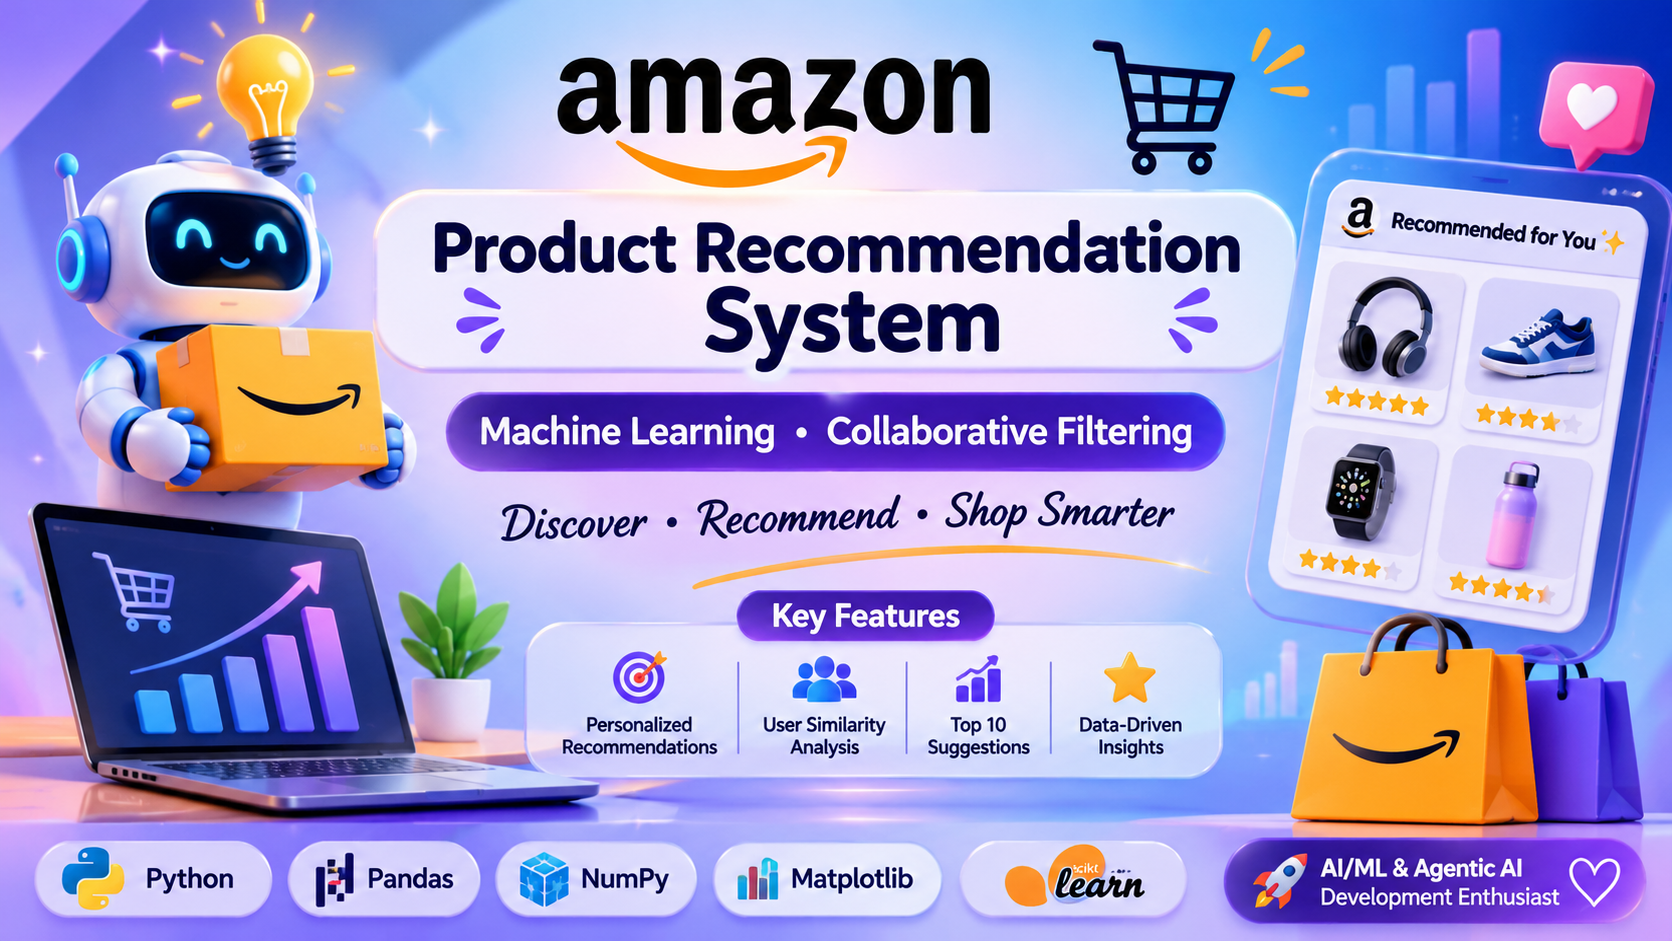 amazon
Product Recommendation
System
Machine Learning • Collaborative Filtering
Discover • Recommend • Shop Smarter
Key Features
Personalized
Recommendations
User Similarity
Analysis
Top 10
Suggestions
Data-Driven
Insights
a
Recommended for You
Python
Pandas
NumPy
Matplotlib
scikit
learn
AI/ML & Agentic AI
Development Enthusiast